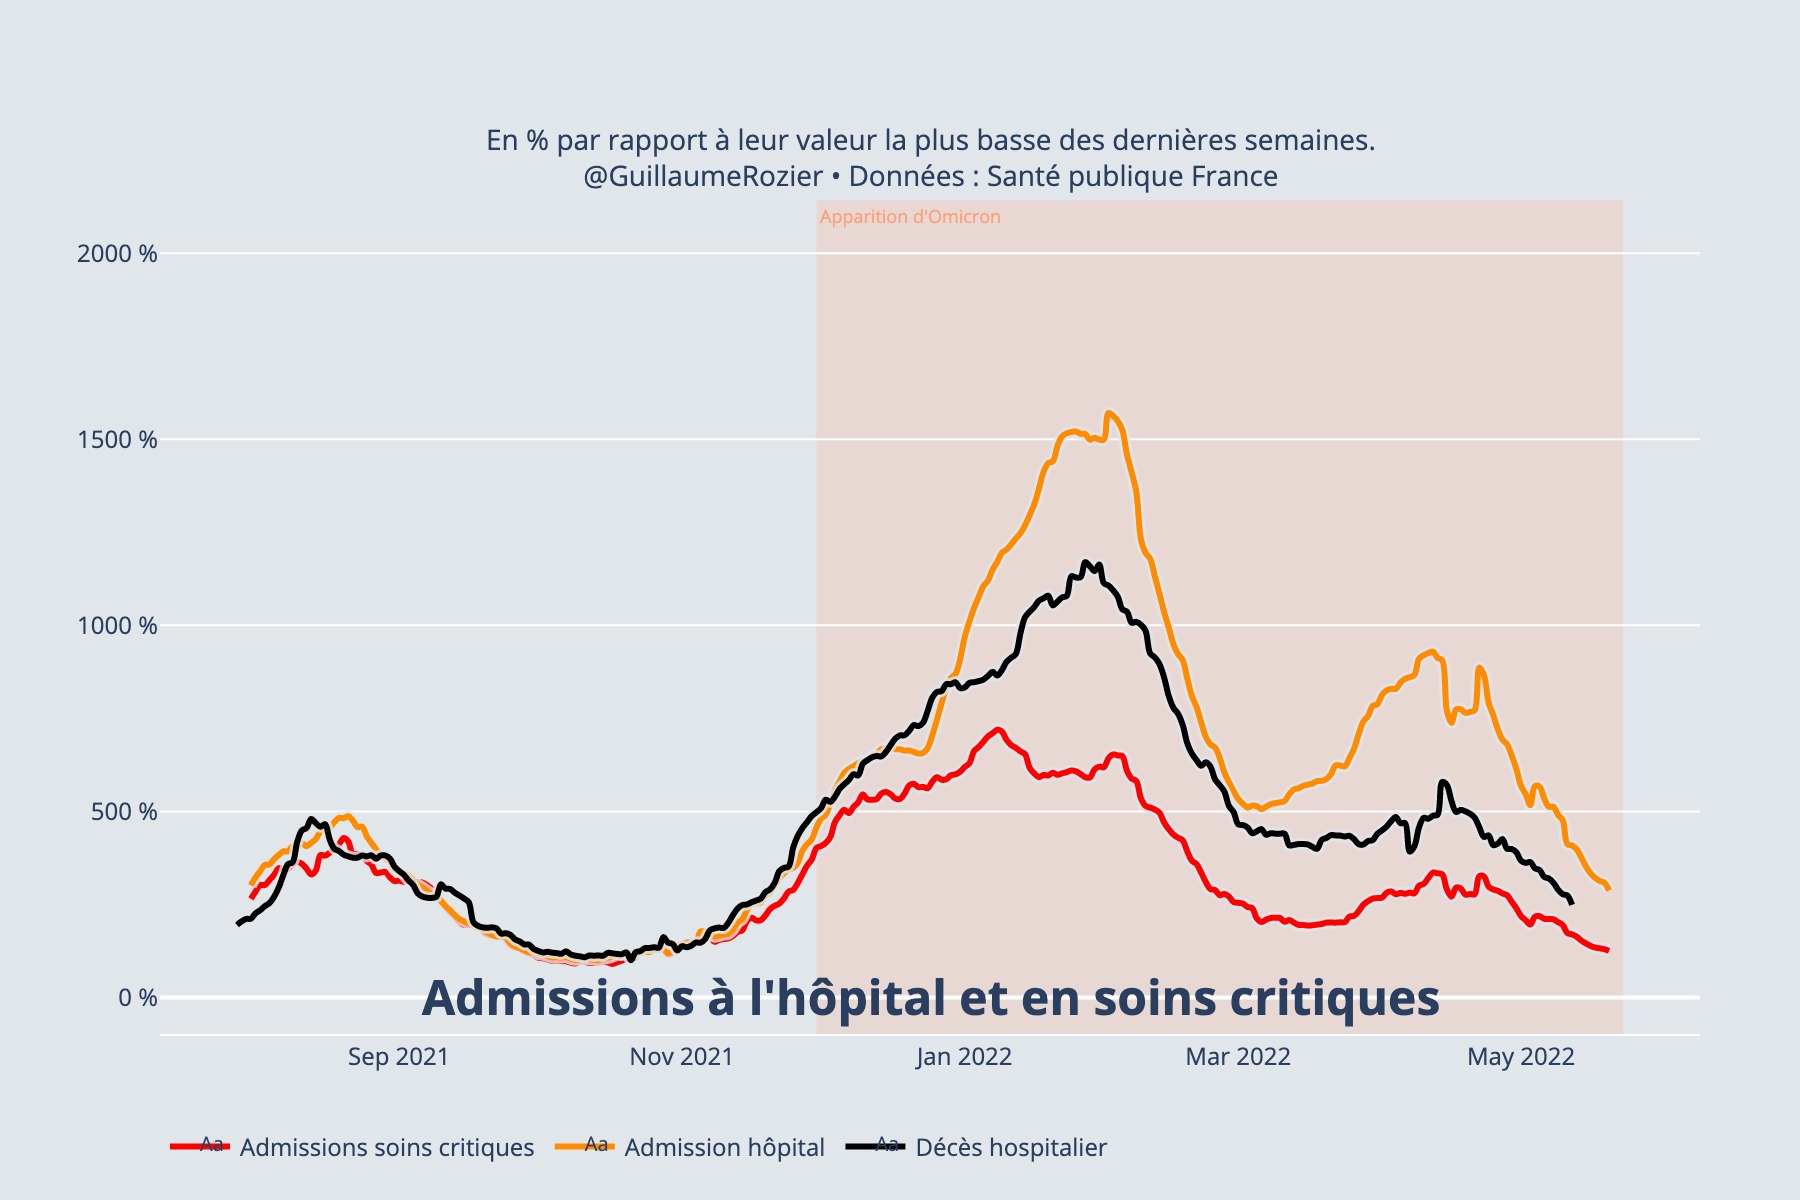 En % par rapport à leur valeur la plus basse des dernières semaines.
@GuillaumeRozier • Données : Santé publique France
Apparition d'Omicron
2000 %
1500 %
1000 %
500 %
0 %
Admissions à l'hôpital et en soins critiques
Sep 2021 Nov 2021 Jan 2022 Mar 2022 May 2022
Aa Admissions soins critiques Aa Admission hôpital Aa Décès hospitalier